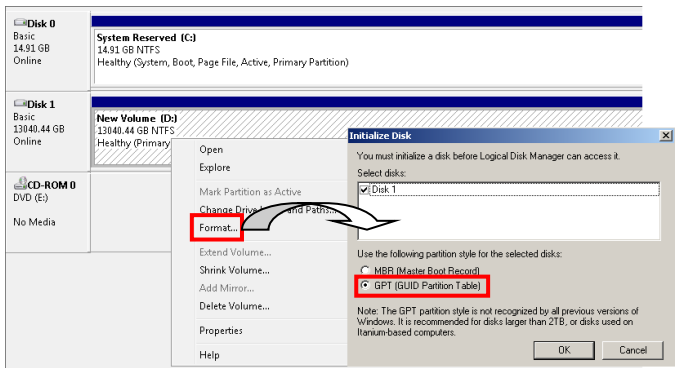 Disk 0
Basic
14.91 GB
Online
System Reserved (C:)
14.91 GB NTFS
Healthy (System, Boot, Page File, Active, Primary Partition)
Disk 1
Basic
13040.44 GB
Online
New Volume (D:)
13040.44 GB NTFS
Healthy (Primary
CD-ROM 0
DVD (E:)
No Media
Open
Explore
Mark Partition as Active
Change Drive and Paths...
Format...
Extend Volume...
Shrink Volume...
Add Mirror...
Delete Volume...
Properties
Help
Initialize Disk
You must initialize a disk before Logical Disk Manager can access it.
Select disks:
Disk 1
Use the following partition style for the selected disks:
MBR (Master Boot Record)
GPT (GUID Partition Table)
Note: The GPT partition style is not recognized by all previous versions of
Windows. It is recommended for disks larger than 2TB, or disks used on
Itanium-based computers.
OK
Cancel